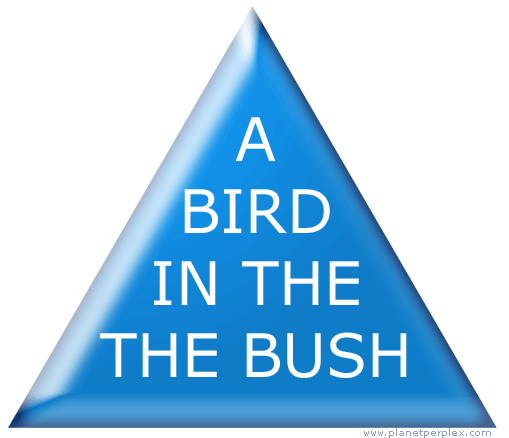 A
BIRD
IN THE
THE BUSH
www.planetperplex.com